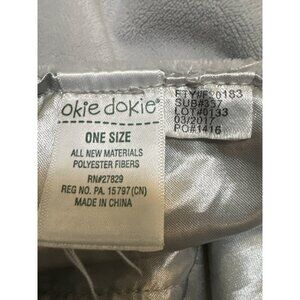 okie dokie
ONE SIZE
ALL NEW MATERIALS
POLYESTER FIBERS
RN#27829
REG NO. PA. 15797(CN)
MADE IN CHINA
SUB#357
LOT#0133
03/2017
PO#1416